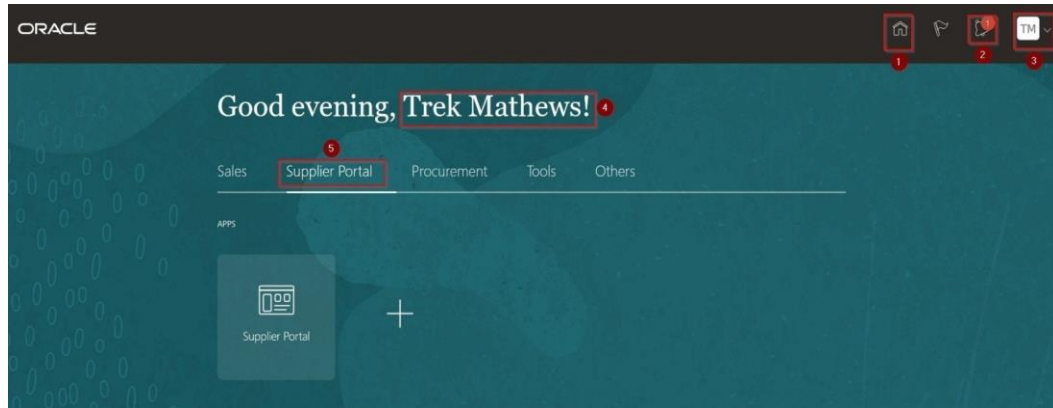 ORACLE
1
TM
1
2
3
Good evening, Trek Mathews! 4
5
Sales Supplier Portal Procurement Tools Others
APPS
Supplier Portal